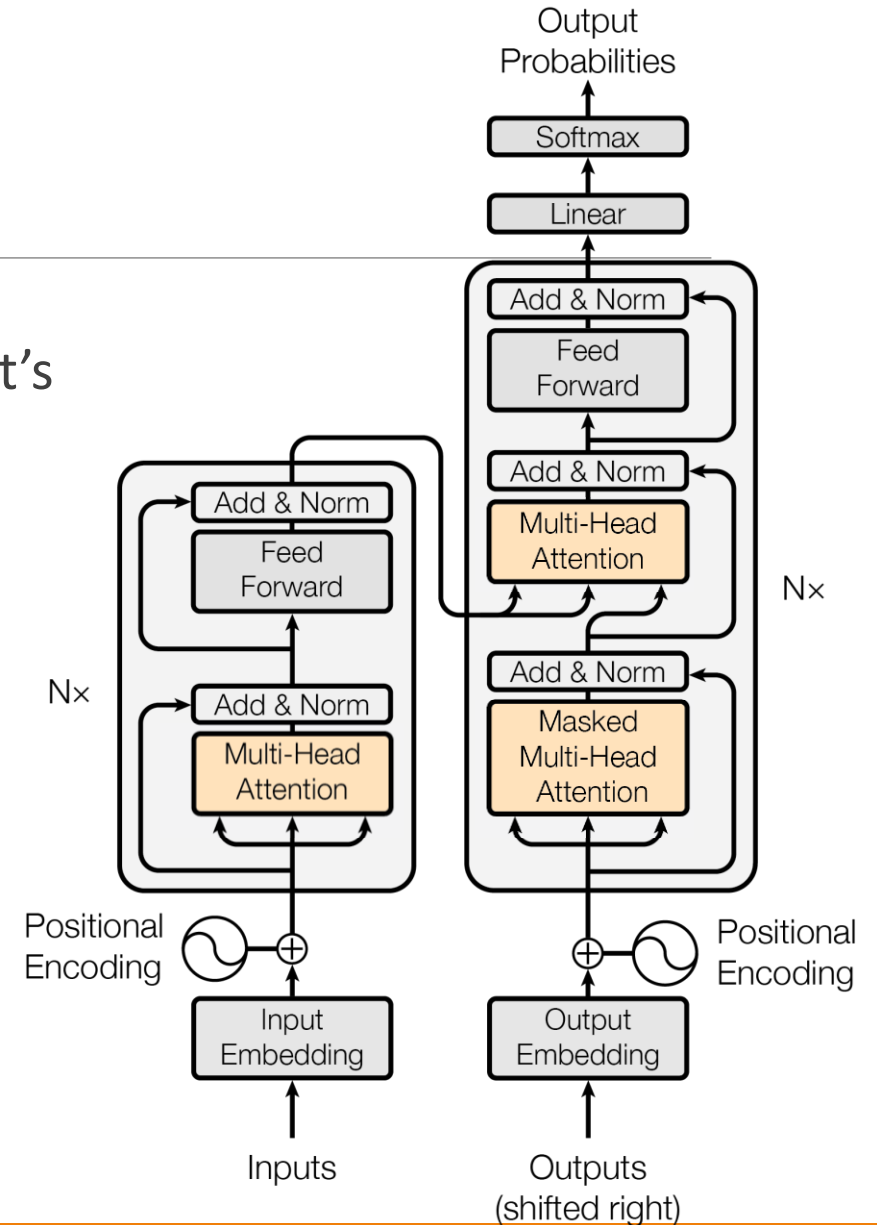 Output
Probabilities
Softmax
Linear
Add & Norm
Feed
Forward
Add & Norm
Multi-Head
Attention
Add & Norm
Masked
Multi-Head
Attention
Nx
t's
Add & Norm
Feed
Forward
Add & Norm
Multi-Head
Attention
N×
Positional
Encoding
Positional
Encoding
Input
Embedding
Output
Embedding
Inputs
Outputs
(shifted right)